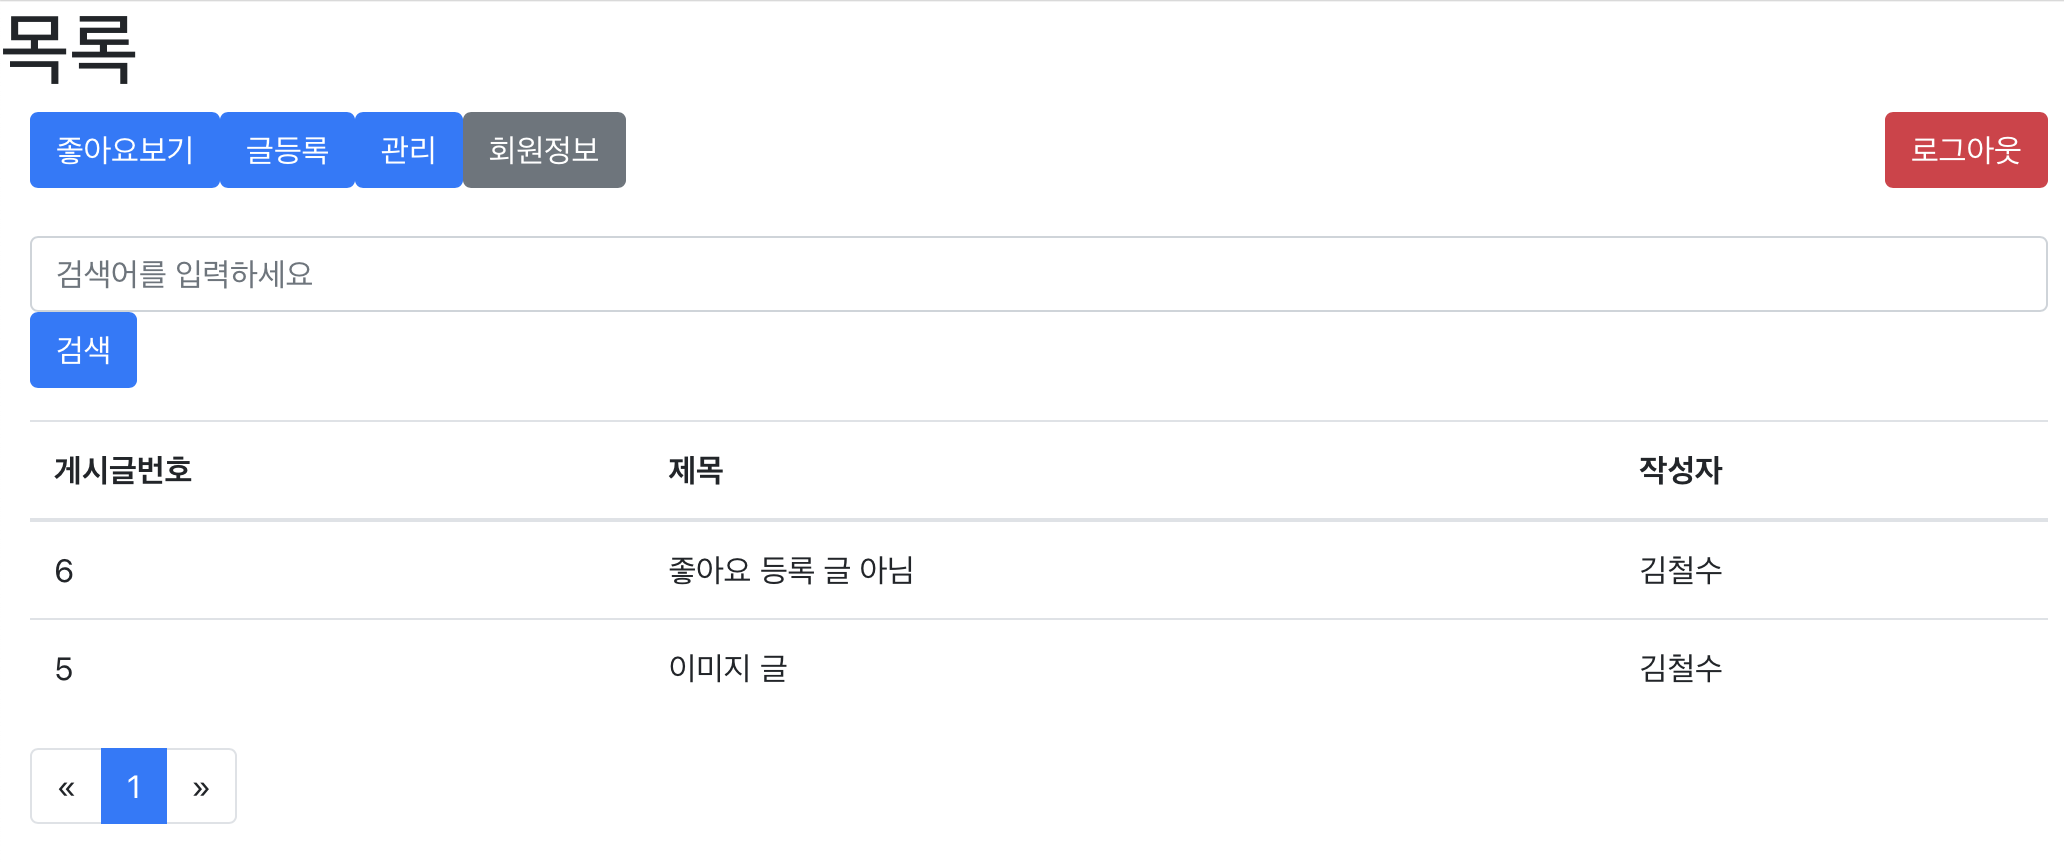 목록
좋아요보기 글등록 관리 회원정보 로그아웃
검색어를 입력하세요
검색
게시글번호 제목 작성자
6 좋아요 등록 글 아님 김철수
5 이미지 글 김철수
« 1 »